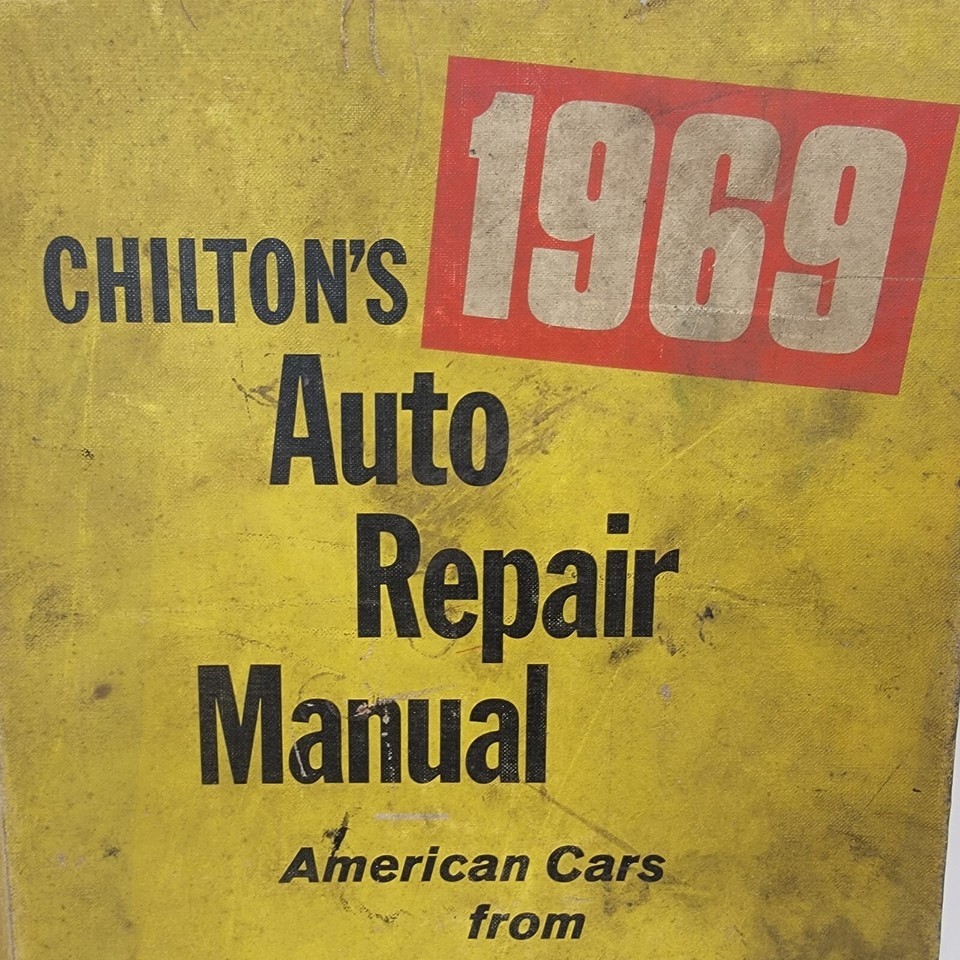 1969
CHILTON'S
Auto
Repair
Manual
American Cars
from